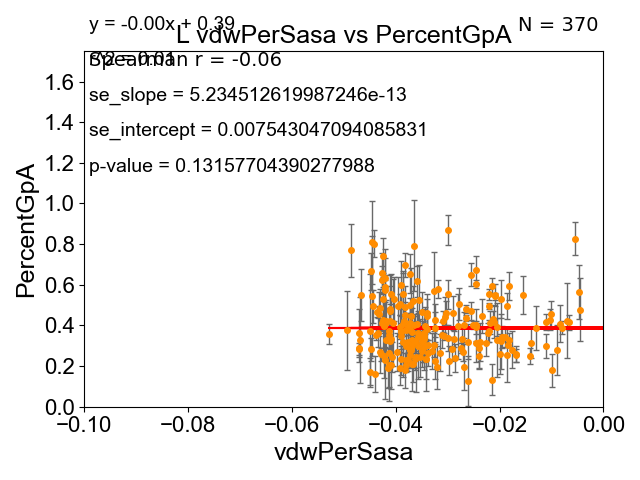 y = -0.00x + 0.39
N = 370
L vdwPerSasa vs PercentGpA
Spearman r = -0.06
se_slope = 5.234512619987246e-13
se_intercept = 0.007543047094085831
p-value = 0.13157704390277988
PercentGpA
1.6
1.4
1.2
1.0
0.8
0.6
0.4
0.2
0.0
−0.10
−0.08
−0.06
−0.04
−0.02
0.00
vdwPerSasa